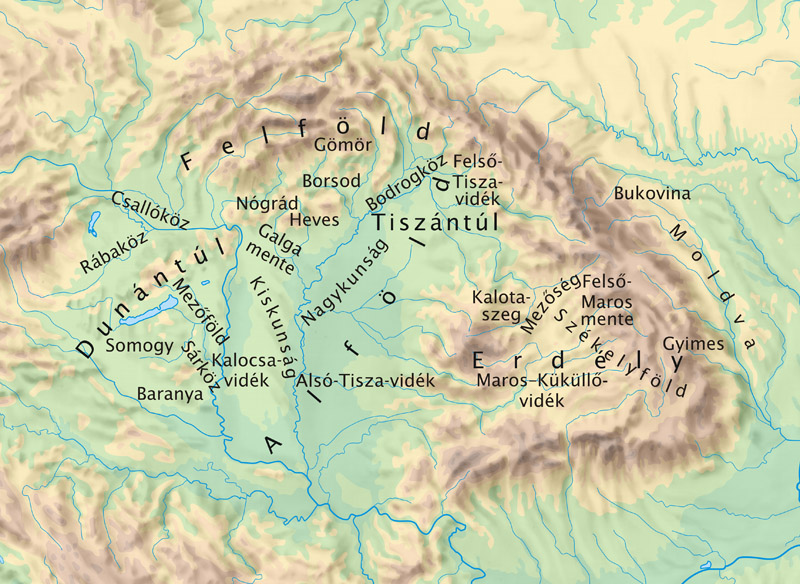 Felföld
Gömör
Borsod
Bodrogköz
Felső-
Tisza-
vidék
Bukovina
Csallóköz
Nógrád
Heves
Tiszántúl
Moldva
Rábaköz
Galga
mente
Dunántúl
Mezőföld
Kiskunság
Nagykunság
Alföld
Kalota-
szeg
Mezőség
Felső-
Maros
mente
Székelyföld
Gyimes
Somogy
Sárköz
Kalocsa-
vidék
Erdély
Alsó-Tisza-vidék
Maros-Küküllő-
vidék
Baranya